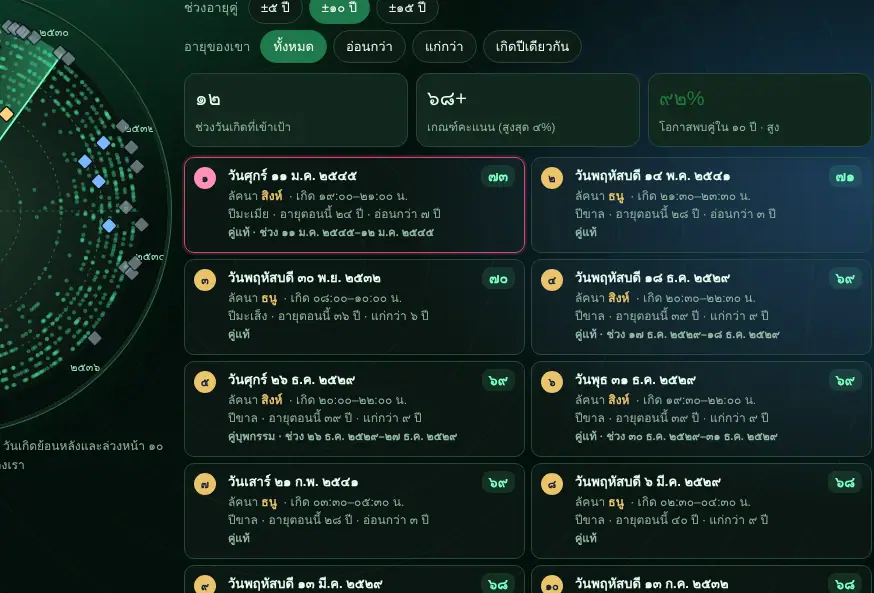 ช่วงอายุคู่ ±๕ ปี ±๑๐ ปี ±๑๕ ปี
อายุของเขา ทั้งหมด อ่อนกว่า แก่กว่า เกิดปีเดียวกัน
๑๒
ช่วงวันเกิดที่เข้าเป้า
๖๘+
เกณฑ์คะแนน (สูงสุด ๔%)
๙๒%
โอกาสพบคู่ใน ๑๐ ปี · สูง
๒๕๓๐
๒๕๓๒
๒๕๓๖
วันเกิดย้อนหลังและล่วงหน้า ๑๐
๑ วันศุกร์ ๑๑ ม.ค. ๒๕๔๕ ๗๓
ลัคนา สิงห์ · เกิด ๑๙:๐๐–๒๑:๐๐ น.
ปีมะเมีย · อายุตอนนี้ ๒๔ ปี · อ่อนกว่า ๗ ปี
คู่แท้ · ช่วง ๑๑ ม.ค. ๒๕๔๕–๑๒ ม.ค. ๒๕๔๕
๒ วันพฤหัสบดี ๑๔ พ.ค. ๒๕๔๑ ๗๑
ลัคนา ธนู · เกิด ๒๑:๓๐–๒๓:๓๐ น.
ปีขาล · อายุตอนนี้ ๒๘ ปี · อ่อนกว่า ๓ ปี
คู่แท้
๓ วันพฤหัสบดี ๓๐ พ.ย. ๒๕๓๒ ๗๐
ลัคนา ธนู · เกิด ๐๘:๐๐–๑๐:๐๐ น.
ปีมะเส็ง · อายุตอนนี้ ๓๖ ปี · แก่กว่า ๖ ปี
คู่แท้
๔ วันพฤหัสบดี ๑๘ ธ.ค. ๒๕๒๙ ๖๙
ลัคนา สิงห์ · เกิด ๒๐:๓๐–๒๒:๓๐ น.
ปีขาล · อายุตอนนี้ ๓๙ ปี · แก่กว่า ๙ ปี
คู่แท้ · ช่วง ๑๗ ธ.ค. ๒๕๒๙–๑๘ ธ.ค. ๒๕๒๙
๕ วันศุกร์ ๒๖ ธ.ค. ๒๕๒๙ ๖๙
ลัคนา สิงห์ · เกิด ๒๐:๐๐–๒๒:๐๐ น.
ปีขาล · อายุตอนนี้ ๓๙ ปี · แก่กว่า ๙ ปี
คู่บุพกรรม · ช่วง ๒๖ ธ.ค. ๒๕๒๙–๒๗ ธ.ค. ๒๕๒๙
๖ วันพุธ ๓๑ ธ.ค. ๒๕๒๙ ๖๙
ลัคนา สิงห์ · เกิด ๑๙:๓๐–๒๒:๐๐ น.
ปีขาล · อายุตอนนี้ ๓๙ ปี · แก่กว่า ๙ ปี
คู่แท้ · ช่วง ๓๐ ธ.ค. ๒๕๒๙–๓๑ ธ.ค. ๒๕๒๙
๗ วันเสาร์ ๒๑ ก.พ. ๒๕๔๑ ๖๙
ลัคนา ธนู · เกิด ๐๓:๓๐–๐๕:๓๐ น.
ปีขาล · อายุตอนนี้ ๒๘ ปี · อ่อนกว่า ๓ ปี
คู่แท้
๘ วันพฤหัสบดี ๖ มี.ค. ๒๕๒๙ ๖๘
ลัคนา ธนู · เกิด ๐๒:๓๐–๐๔:๓๐ น.
ปีขาล · อายุตอนนี้ ๔๐ ปี · แก่กว่า ๙ ปี
คู่แท้
๙ วันพฤหัสบดี ๑๓ มี.ค. ๒๕๒๙ ๖๘
๑๐ วันพฤหัสบดี ๑๓ ก.ค. ๒๕๓๒ ๖๘